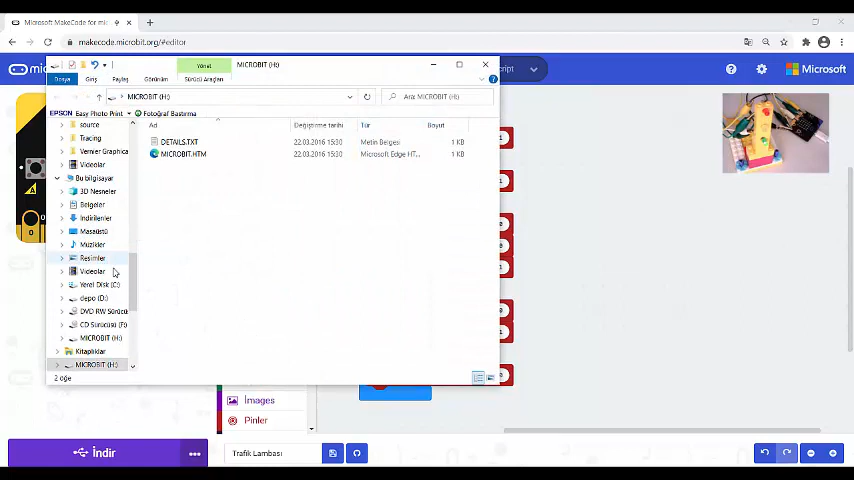 Microsoft MakeCode for mi
makecode.microbit.org/#editor
Yönet
MICROBIT (H:)
Dosya
Giriş
Paylaş
Görünüm
Sürücü Araçları
MICROBIT (H:)
Ara: MICROBIT (H:)
EPSON Easy Photo Print
Fotoğraf Bastırma
Ad
Değiştirme tarihi
Tür
Boyut
DETAILS.TXT
22.03.2016 15:30
Metin Belgesi
1 KB
MICROBIT.HTM
22.03.2016 15:30
Microsoft Edge HT...
1 KB
source
Trading
Vernier Graphica
Videolar
Bu bilgisayar
3D Nesneler
Belgeler
İndirilenler
Masaüstü
Müzikler
Resimler
Videolar
Yerel Disk (C:)
depo (D:)
DVD RW Sürücü
CD Sürücüsü (F:)
MICROBIT (H:)
Kitaplıklar
MICROBIT (H:)
2 öğe
Microsoft
A
0
Images
Pinler
İndir
Trafik Lambası